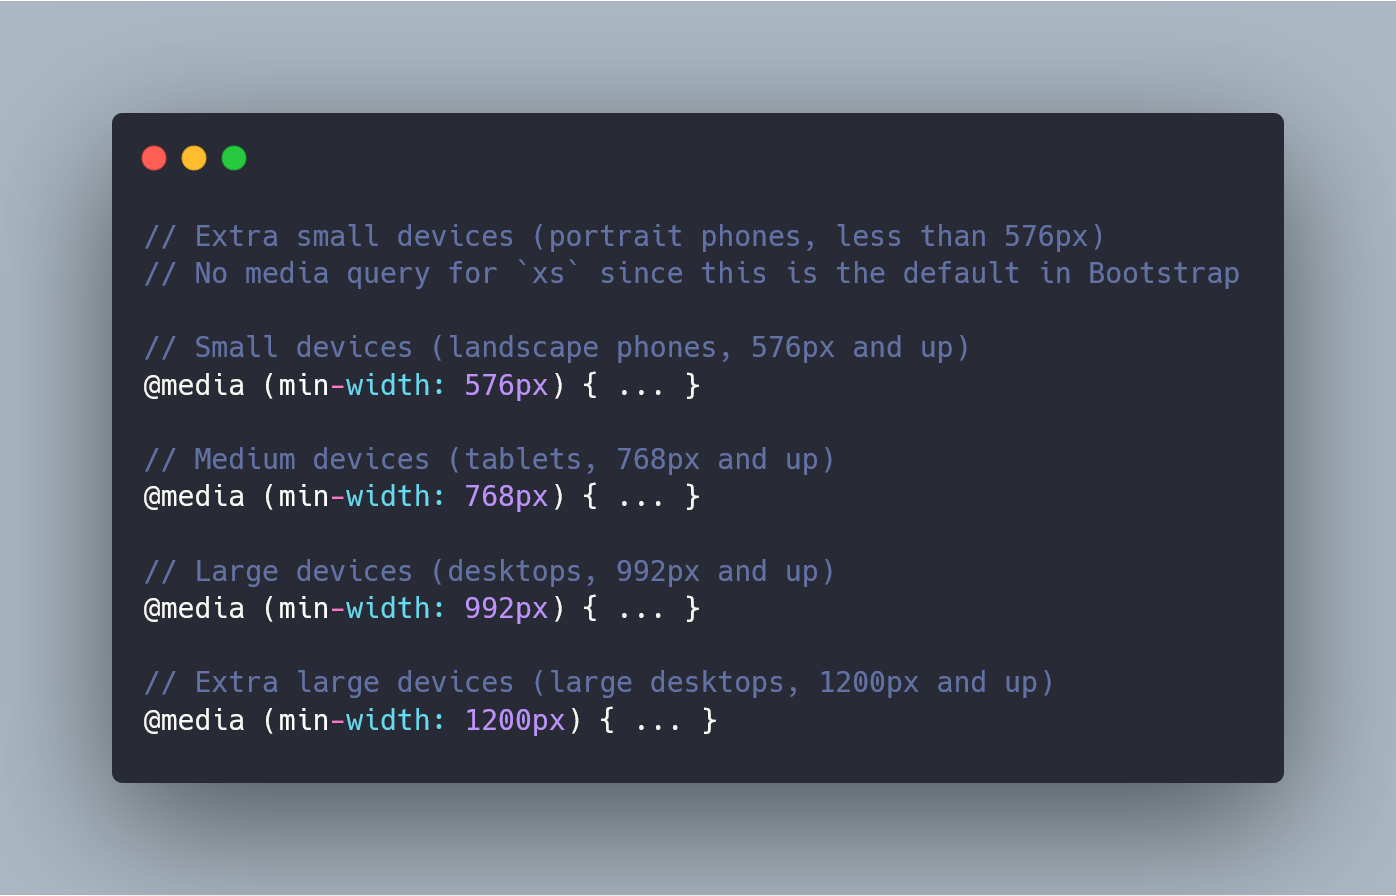 // Extra small devices (portrait phones, less than 576px)
// No media query for `xs` since this is the default in Bootstrap
// Small devices (landscape phones, 576px and up)
@media (min-width: 576px) { ... }
// Medium devices (tablets, 768px and up)
@media (min-width: 768px) { ... }
// Large devices (desktops, 992px and up)
@media (min-width: 992px) { ... }
// Extra large devices (large desktops, 1200px and up)
@media (min-width: 1200px) { ... }